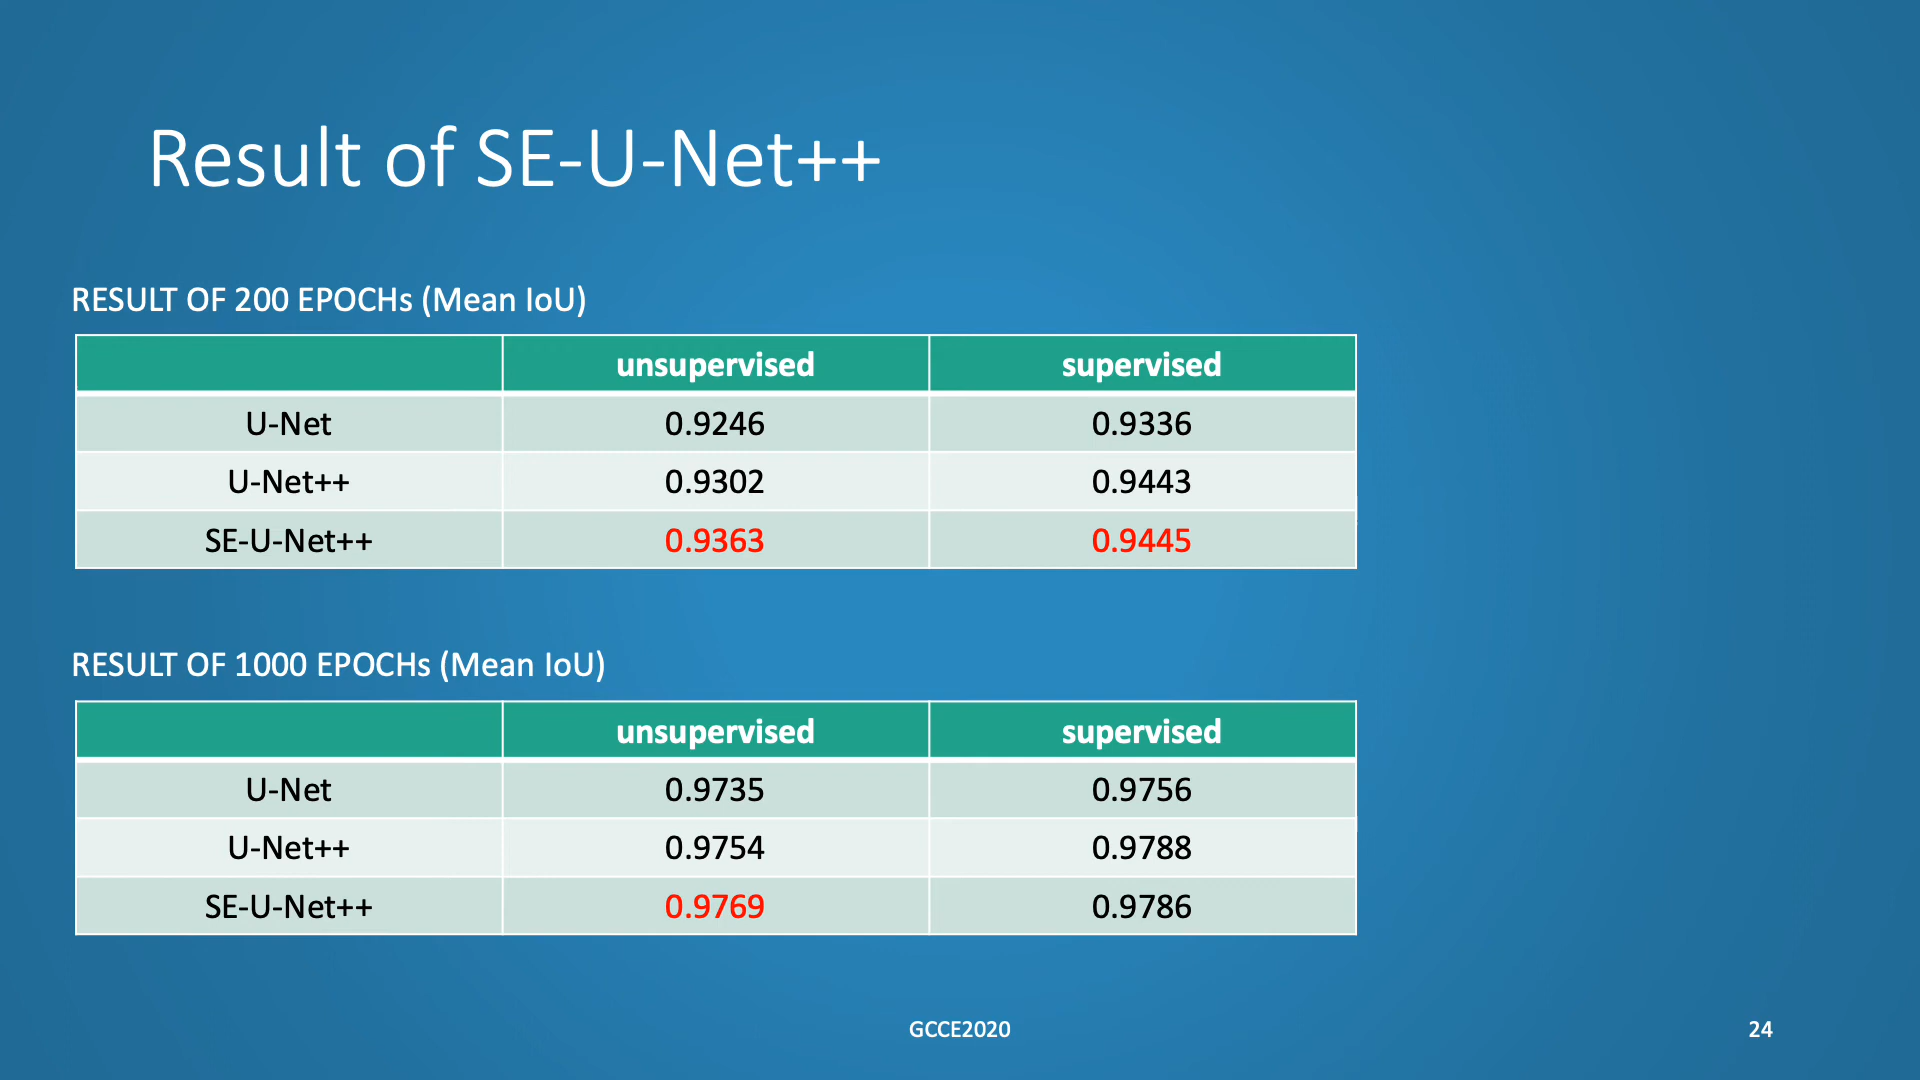 Result of SE-U-Net++
RESULT OF 200 EPOCHs (Mean IoU)
unsupervised supervised
U-Net 0.9246 0.9336
U-Net++ 0.9302 0.9443
SE-U-Net++ 0.9363 0.9445
RESULT OF 1000 EPOCHs (Mean IoU)
unsupervised supervised
U-Net 0.9735 0.9756
U-Net++ 0.9754 0.9788
SE-U-Net++ 0.9769 0.9786
GCCE2020 24